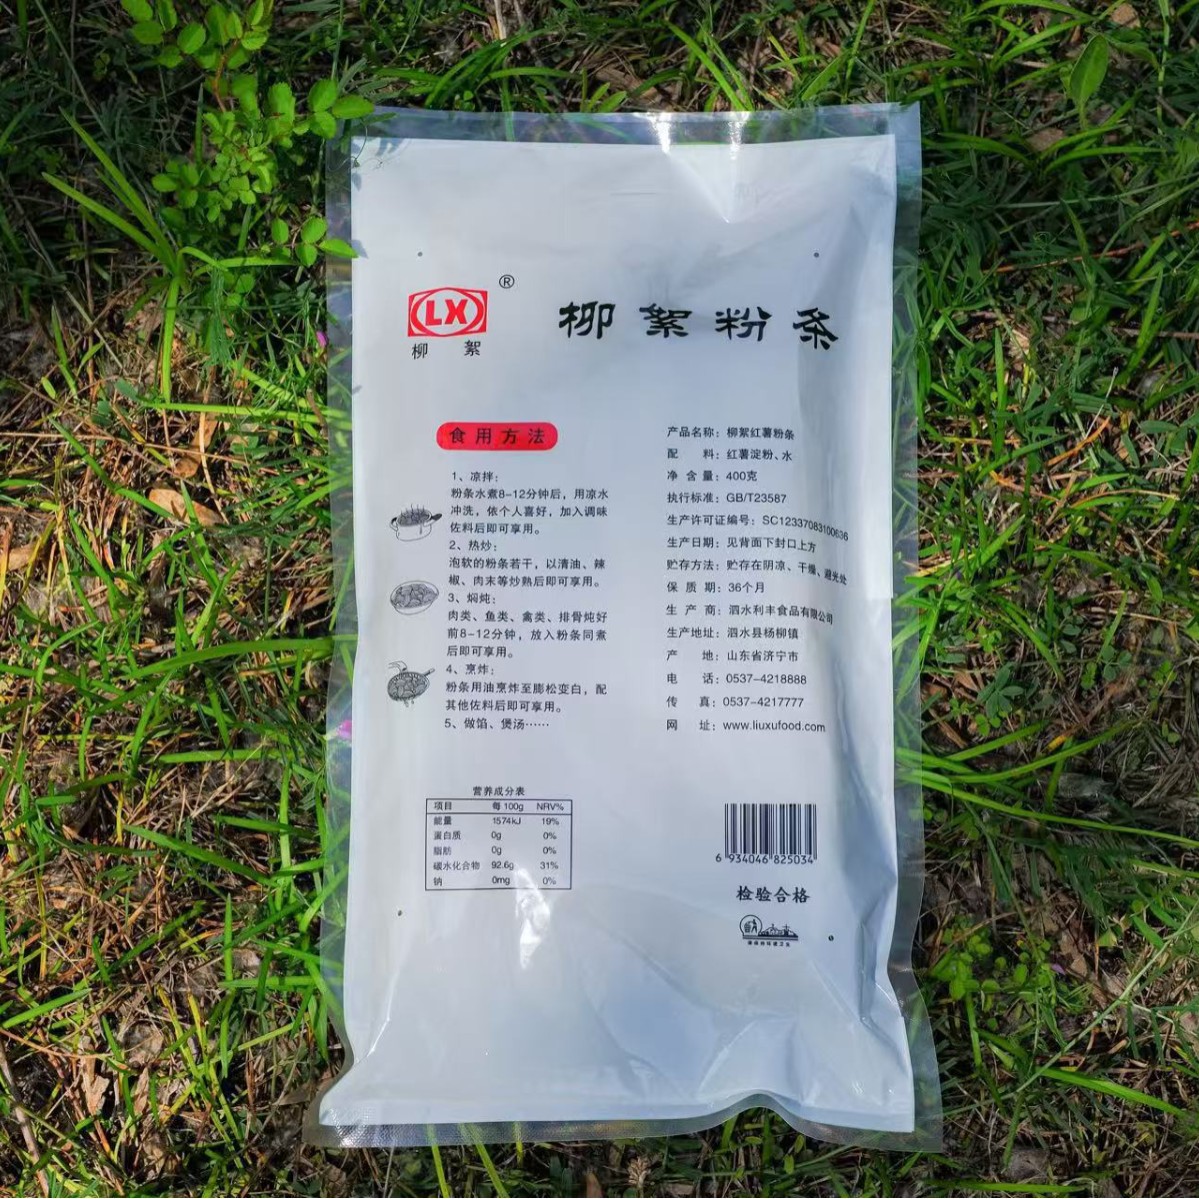 LX
®
柳絮
柳絮粉条
食用方法
1、凉拌：
粉条水煮8-12分钟后，用凉水
冲洗，依个人喜好，加入调味
佐料后即可享用。
2、热炒：
泡软的粉条若干，以清油、辣
椒、肉末等炒熟后即可享用。
3、焖炖：
肉类、鱼类、禽类、排骨炖好
前8-12分钟，放入粉条同煮
后即可享用。
4、烹炸：
粉条用油烹炸至膨松变白，配
其他佐料后即可享用。
5、做馅、煲汤……
产品名称：柳絮红薯粉条
配 料：红薯淀粉、水
净 含 量：400克
执行标准：GB/T23587
生产许可证编号：SC12337083100636
生产日期：见背面下封口上方
贮存方法：贮存在阴凉、干燥、避光处
保 质 期：36个月
生 产 商：泗水利丰食品有限公司
生产地址：泗水县杨柳镇
产 地：山东省济宁市
电 话：0537-4218888
传 真：0537-4217777
网 址：www.liuxufood.com
营养成分表
项目 每 100g NRV%
能量 1574kJ 19%
蛋白质 0g 0%
脂肪 0g 0%
碳水化合物 92.6g 31%
钠 0mg 0%
6 934046 825034
检验合格